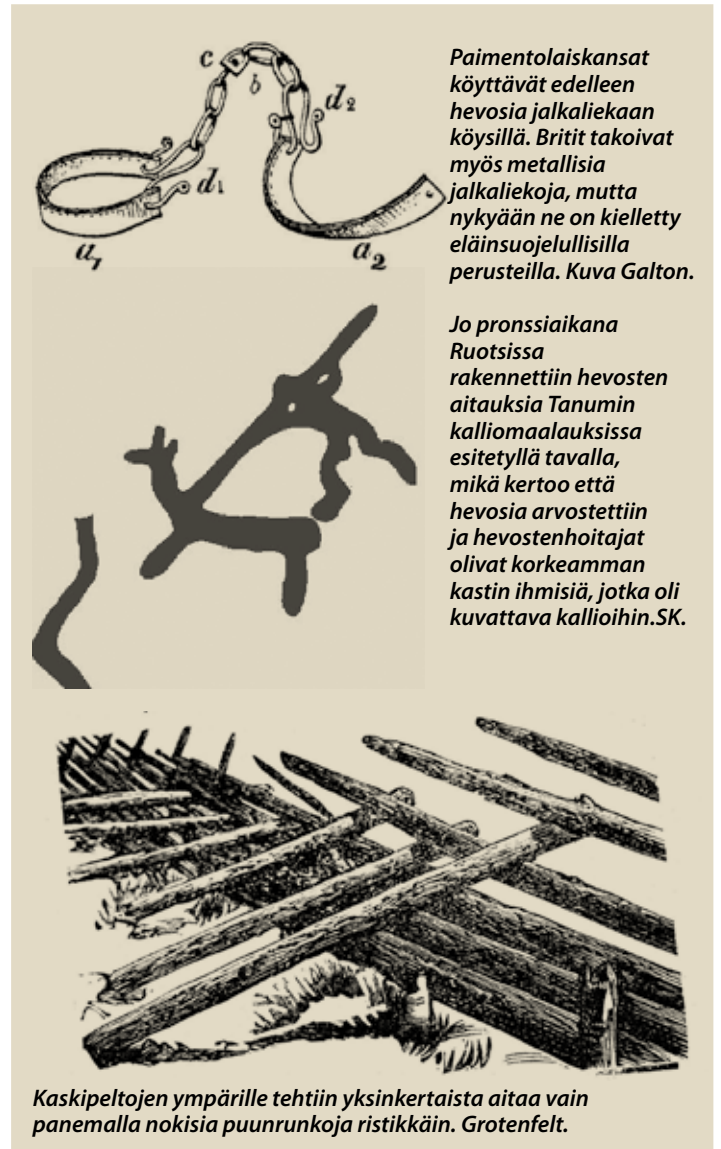 c
b
d2
d1
a1
a2
Paimentolaiskansat
köyttävät edelleen
hevosia jalkaliekaan
köysillä. Britit takoivat
myös metallisia
jalkaliekoja, mutta
nykyään ne on kielletty
eläinsuojelullisilla
perusteilla. Kuva Galton.
Jo pronssiaikana
Ruotsissa
rakennettiin hevosten
aitauksia Tanumin
kalliomaalauksissa
esitetyllä tavalla,
mikä kertoo että
hevosia arvostettiin
ja hevostenhoitajat
olivat korkeamman
kastin ihmisiä, jotka oli
kuvattava kallioihin.SK.
Kaskipeltojen ympärille tehtiin yksinkertaista aitaa vain
panemalla nokisia puunrunkoja ristikkäin. Grotenfelt.